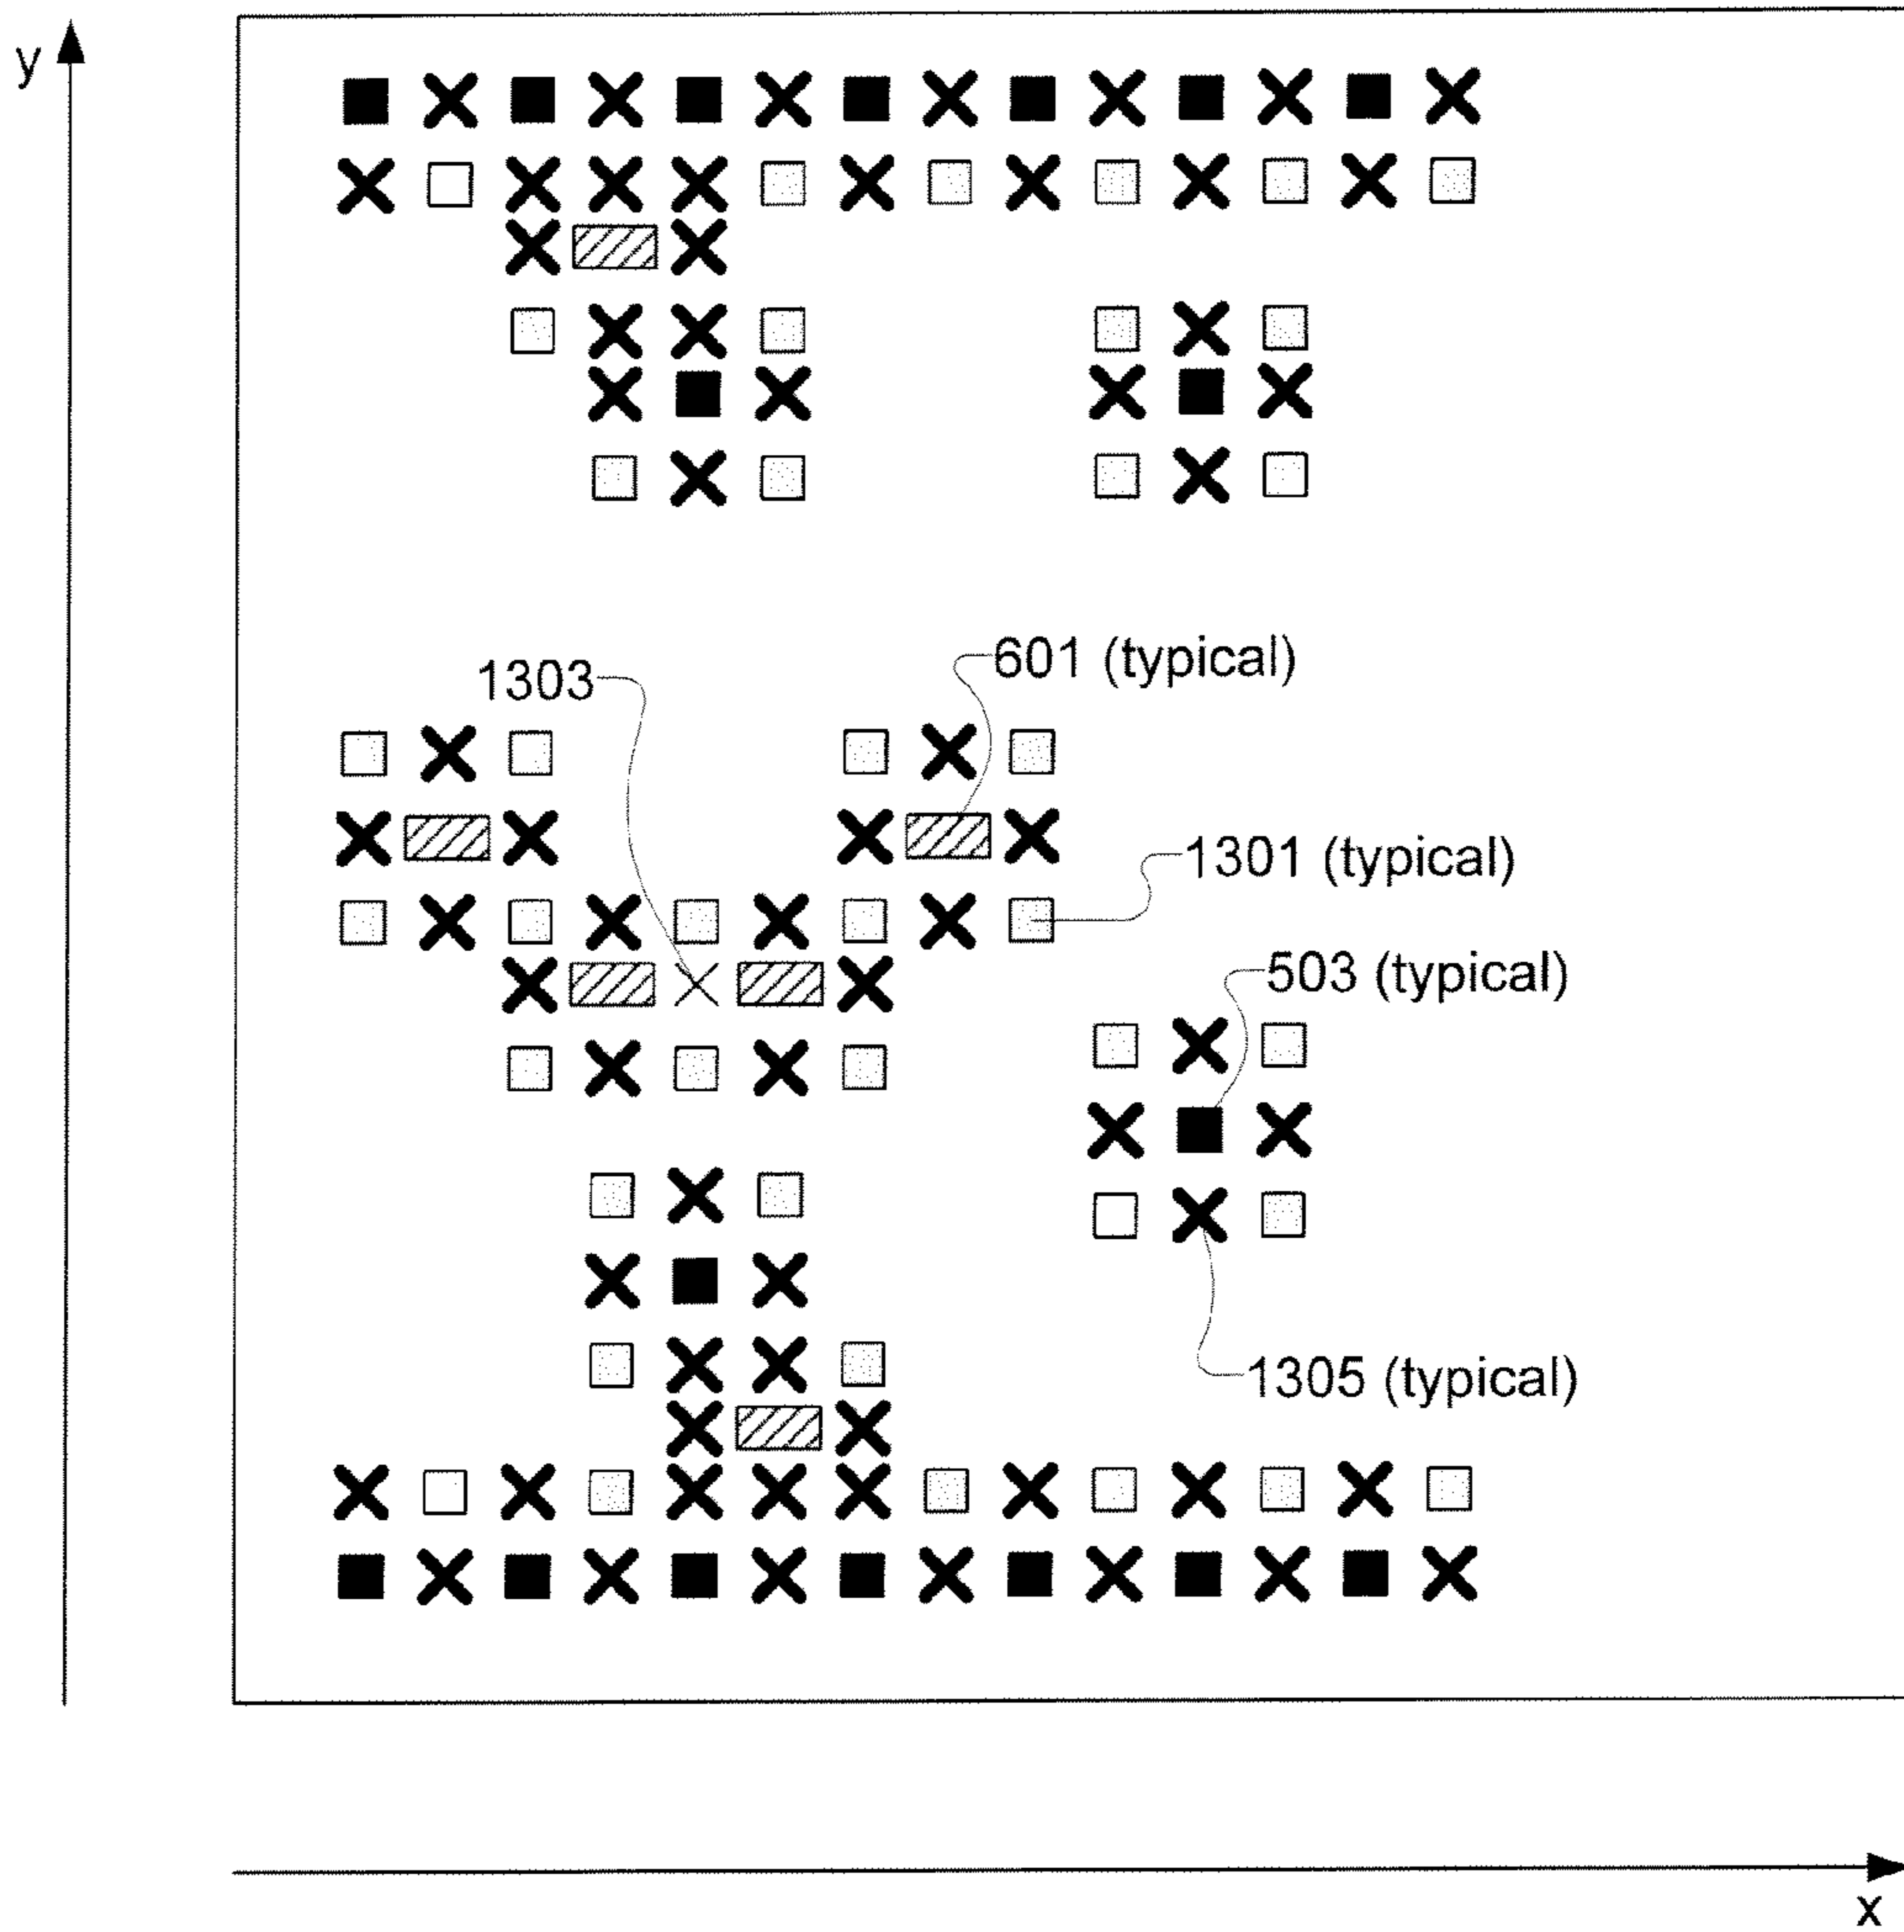 y
601 (typical)
1303
1301 (typical)
503 (typical)
1305 (typical)
x